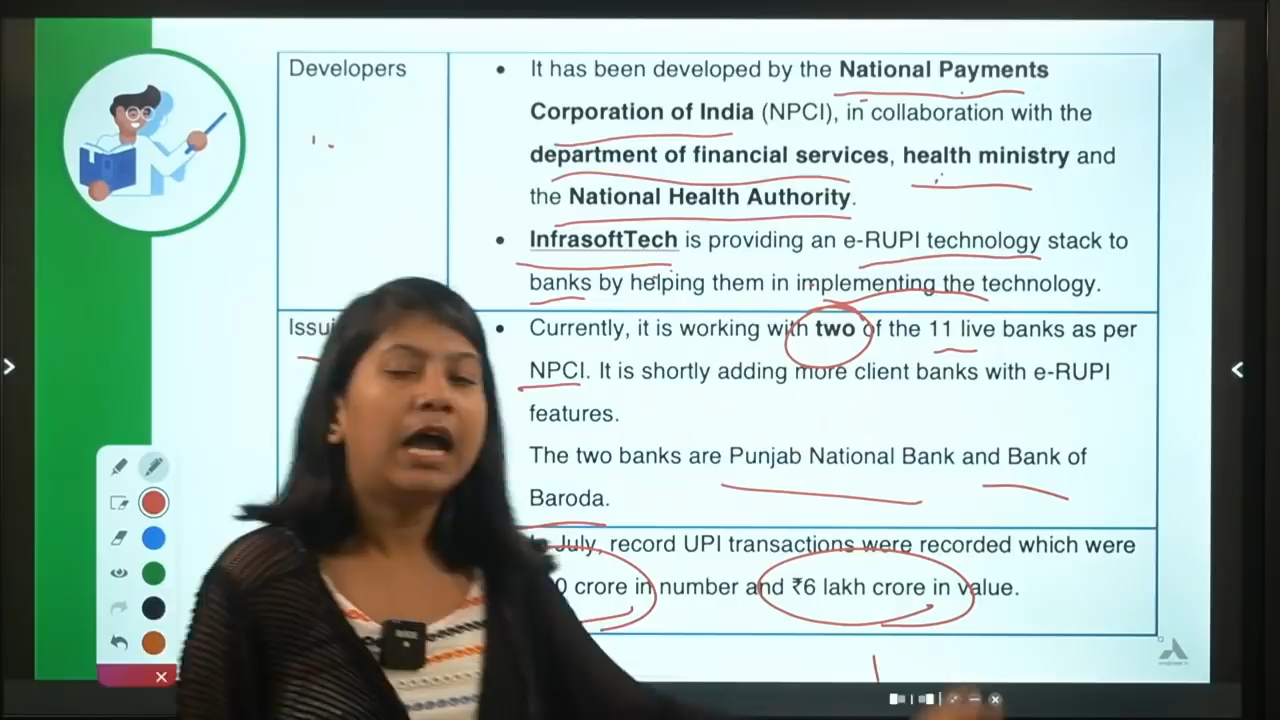 Developers
• It has been developed by the National Payments
Corporation of India (NPCI), in collaboration with the
department of financial services, health ministry and
the National Health Authority.
• InfrasoftTech is providing an e-RUPI technology stack to
banks by helping them in implementing the technology.
• Currently, it is working with two of the 11 live banks as per
NPCI. It is shortly adding more client banks with e-RUPI
features.
The two banks are Punjab National Bank and Bank of
Baroda.
July, record UPI transactions were recorded which were
crore in number and ₹6 lakh crore in value.